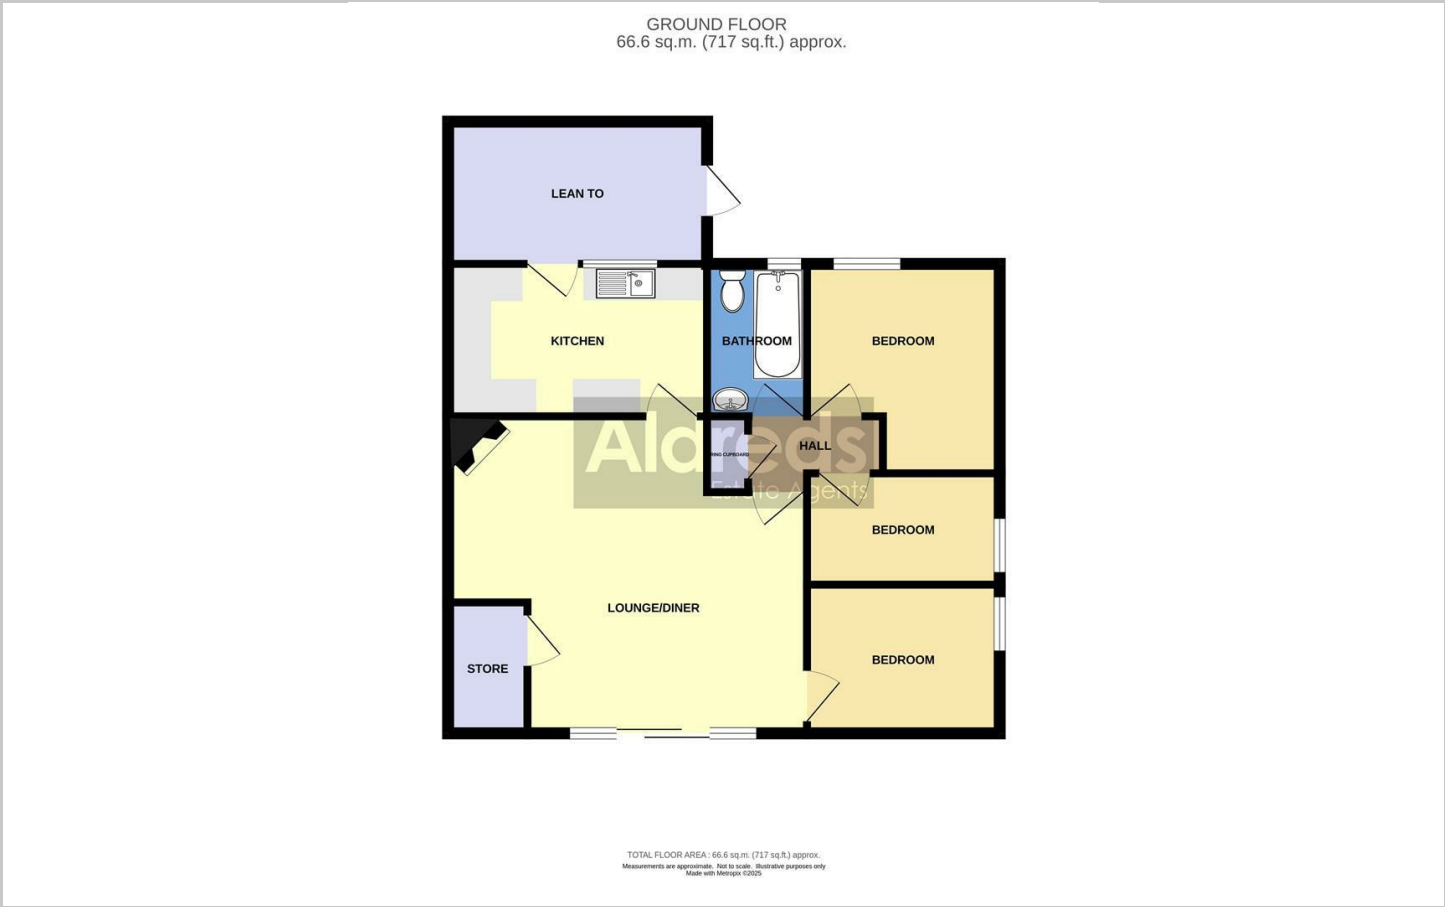 GROUND FLOOR
66.6 sq.m. (717 sq.ft.) approx.
LEAN TO
KITCHEN
BATHROOM
BEDROOM
Aldreds
Estate Agents
HALL
RING CUPBOARD
BEDROOM
LOUNGE/DINER
BEDROOM
STORE
TOTAL FLOOR AREA : 66.6 sq.m. (717 sq.ft.) approx.
Measurements are approximate. Not to scale. Illustrative purposes only
Made with Metropix ©2025